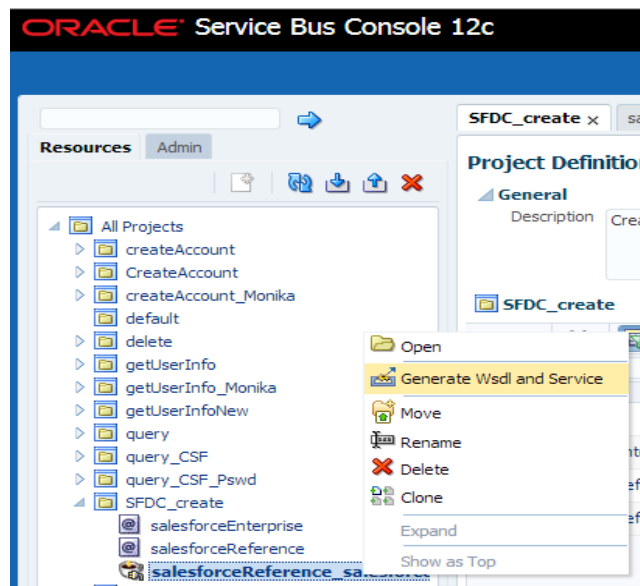 ORACLE Service Bus Console 12c
SFDC_create x
Resources Admin
Project Definitio
General
Description
All Projects
createAccount
CreateAccount
createAccount_Monika
default
delete
getUserInfo
getUserInfo_Monika
getUserInfoNew
query
query_CSF
query_CSF_Pswd
SFDC_create
salesforceEnterprise
salesforceReference
salesforceReference_salesforce
SFDC_create
Open
Generate Wsdl and Service
Move
Rename
Delete
Clone
Expand
Show as Top